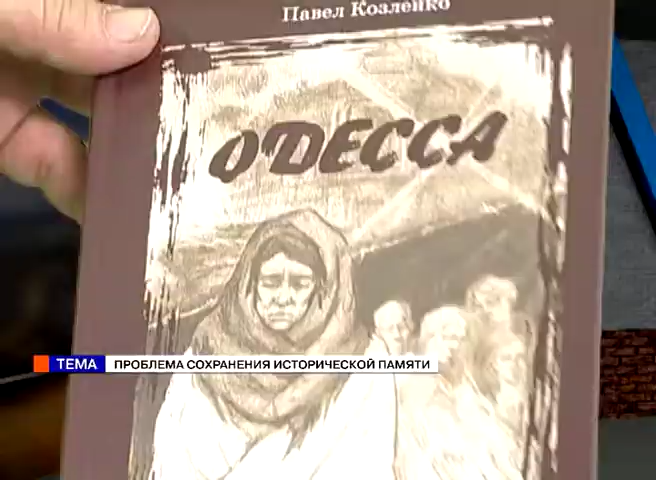 Павел Козленко
ОДЕССА
ТЕМА
ПРОБЛЕМА СОХРАНЕНИЯ ИСТОРИЧЕСКОЙ ПАМЯТИ